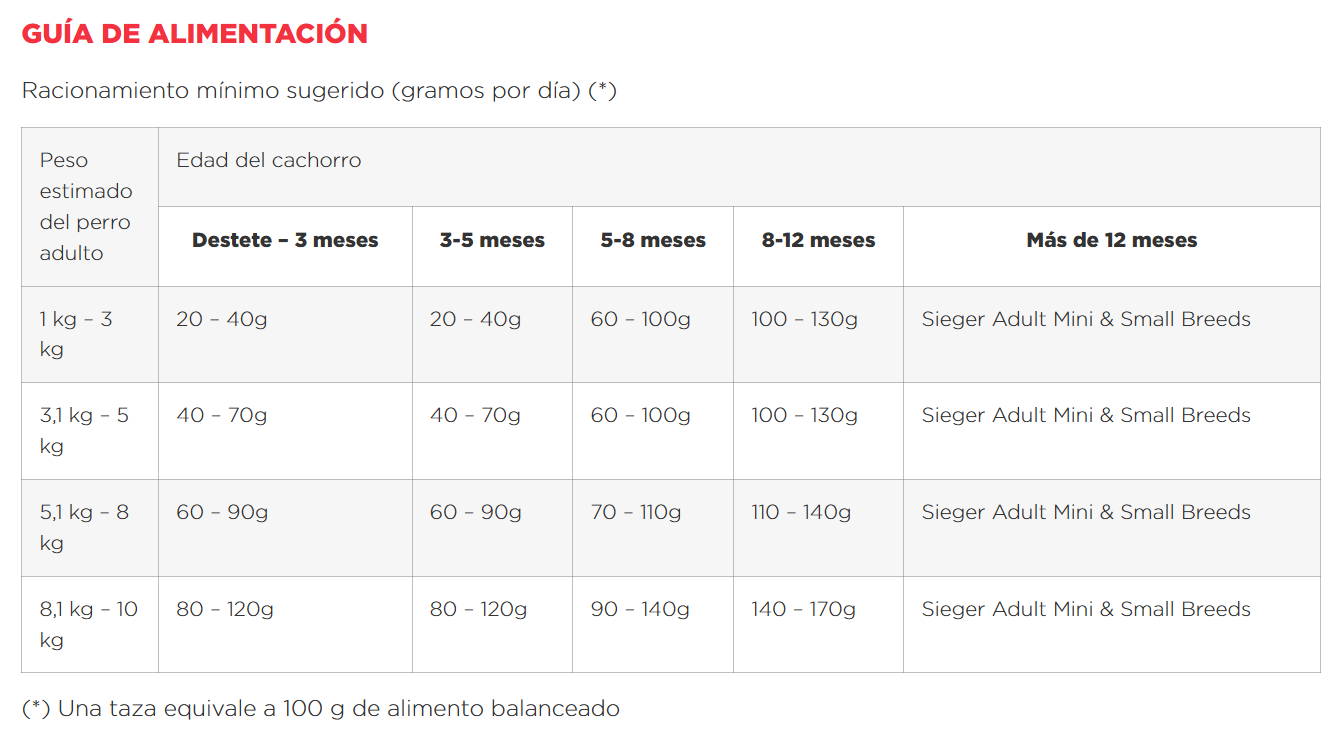 GUÍA DE ALIMENTACIÓN
Racionamiento mínimo sugerido (gramos por día) (*)
Peso
estimado
del perro
adulto
Edad del cachorro
Destete – 3 meses
3-5 meses
5-8 meses
8-12 meses
Más de 12 meses
1 kg – 3
kg
20 – 40g
20 – 40g
60 – 100g
100 – 130g
Sieger Adult Mini & Small Breeds
3,1 kg – 5
kg
40 – 70g
40 – 70g
60 – 100g
100 – 130g
Sieger Adult Mini & Small Breeds
5,1 kg – 8
kg
60 – 90g
60 – 90g
70 – 110g
110 – 140g
Sieger Adult Mini & Small Breeds
8,1 kg – 10
kg
80 – 120g
80 – 120g
90 – 140g
140 – 170g
Sieger Adult Mini & Small Breeds
(*) Una taza equivale a 100 g de alimento balanceado